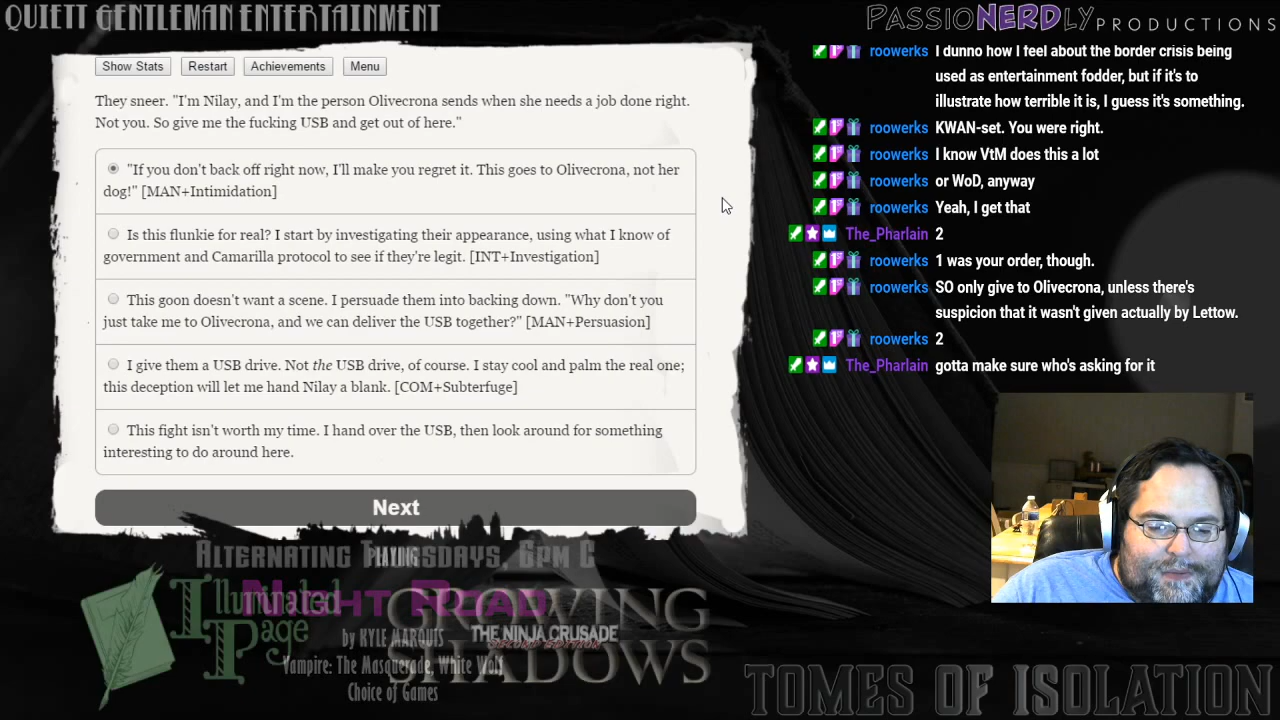 QUIETT GENTLEMAN ENTERTAINMENT
PASSIONERDLY PRODUCTIONS
Show Stats
Restart
Achievements
Menu
They sneer. "I'm Nilay, and I'm the person Olivecrona sends when she needs a job done right.
Not you. So give me the fucking USB and get out of here."
"If you don't back off right now, I'll make you regret it. This goes to Olivecrona, not her
dog!" [MAN+Intimidation]
Is this flunkie for real? I start by investigating their appearance, using what I know of
government and Camarilla protocol to see if they're legit. [INT+Investigation]
This goon doesn't want a scene. I persuade them into backing down. "Why don't you
just take me to Olivecrona, and we can deliver the USB together?" [MAN+Persuasion]
I give them a USB drive. Not the USB drive, of course. I stay cool and palm the real one;
this deception will let me hand Nilay a blank. [COM+Subterfuge]
This fight isn't worth my time. I hand over the USB, then look around for something
interesting to do around here.
Next
roowerks I dunno how I feel about the border crisis being
used as entertainment fodder, but if it's to
illustrate how terrible it is, I guess it's something.
roowerks KWAN-set. You were right.
roowerks I know VtM does this a lot
roowerks or WoD, anyway
roowerks Yeah, I get that
The_Pharlain 2
roowerks 1 was your order, though.
roowerks SO only give to Olivecrona, unless there's
suspicion that it wasn't given actually by Lettow.
roowerks 2
The_Pharlain gotta make sure who's asking for it
PLAYING
Illuminated
Page
NIGHT ROAD
GROWING
SHADOWS
THE NINJA CRUSADE
SECOND EDITION
by KYLE MARQUIS
Vampire: The Masquerade, White Wolf
Choice of Games
TOMES OF ISOLATION